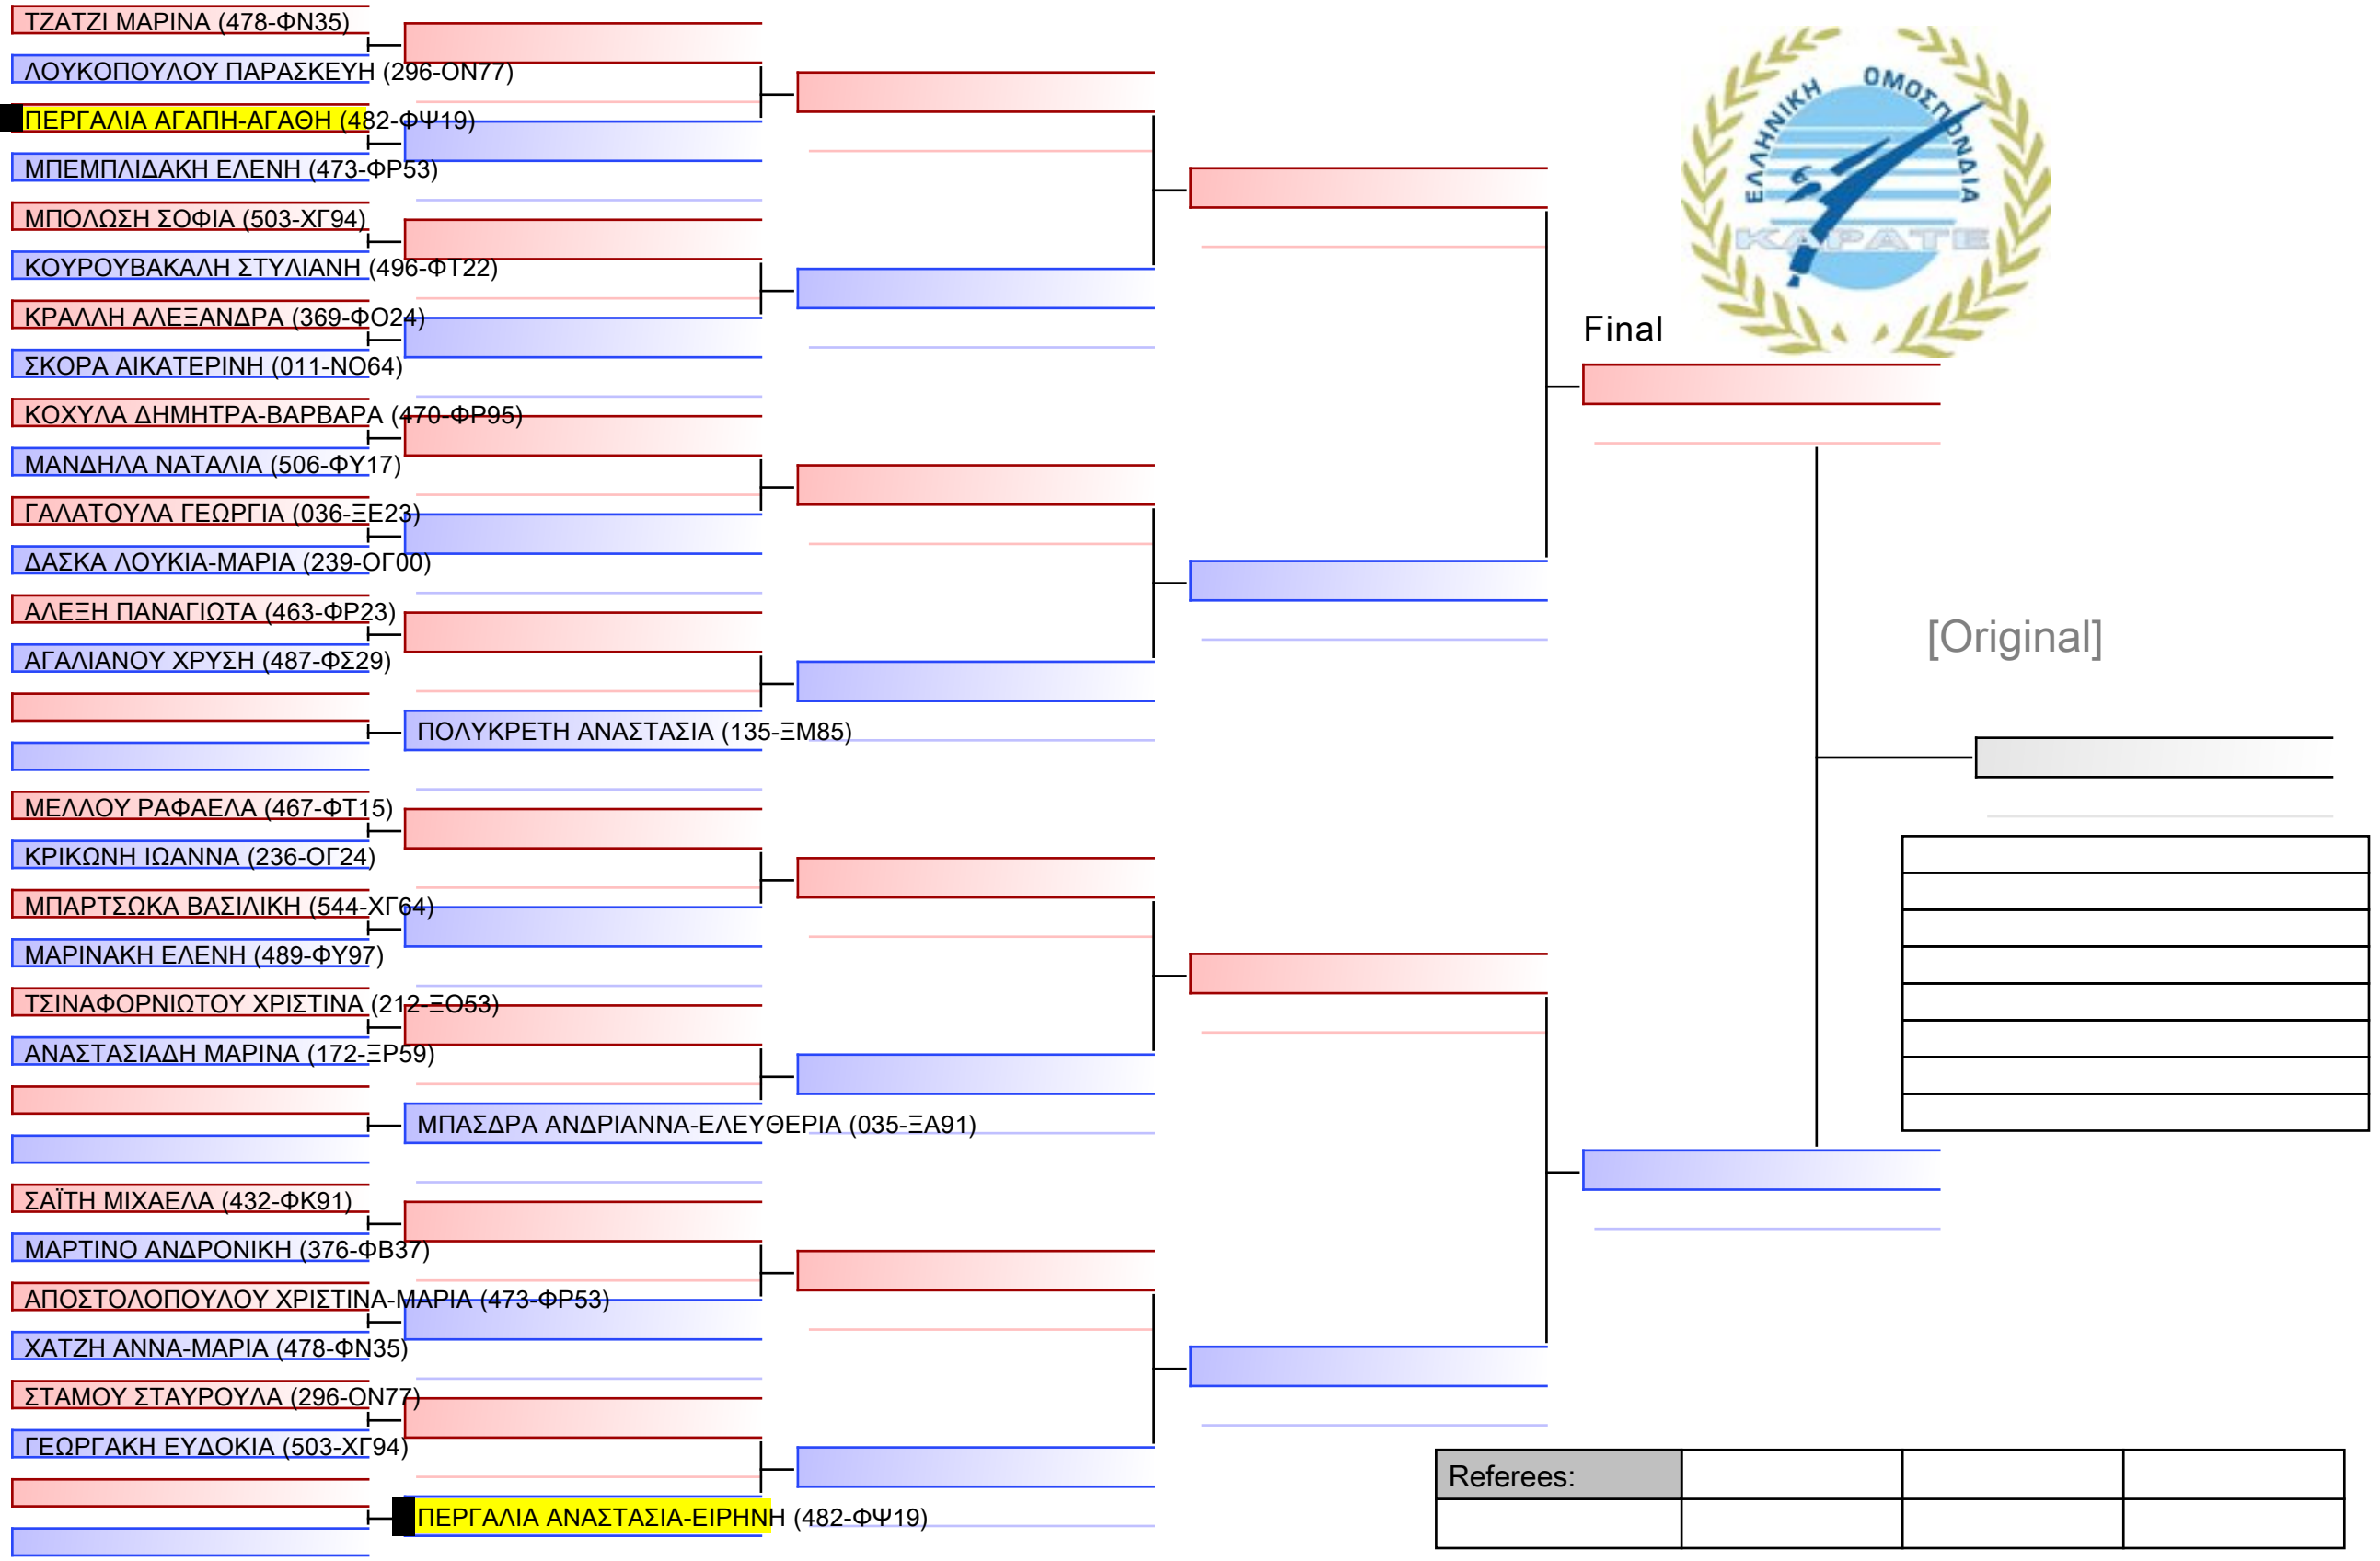 ΤΖΑΤΖΙ ΜΑΡΙΝΑ (478-ΦΝ35)
ΛΟΥΚΟΠΟΥΛΟΥ ΠΑΡΑΣΚΕΥΗ (296-ΟΝ77)
ΠΕΡΓΑΛΙΑ ΑΓΑΠΗ-ΑΓΑΘΗ (482-ΦΨ19)
ΜΠΕΜΠΛΙΔΑΚΗ ΕΛΕΝΗ (473-ΦΡ53)
ΜΠΟΛΩΣΗ ΣΟΦΙΑ (503-ΧΓ94)
ΚΟΥΡΟΥΒΑΚΑΛΗ ΣΤΥΛΙΑΝΗ (496-ΦΤ22)
ΚΡΑΛΛΗ ΑΛΕΞΑΝΔΡΑ (369-ΦΟ24)
ΣΚΟΡΑ ΑΙΚΑΤΕΡΙΝΗ (011-ΝΟ64)
ΚΟΧΥΛΑ ΔΗΜΗΤΡΑ-ΒΑΡΒΑΡΑ (470-ΦΡ95)
ΜΑΝΔΗΛΑ ΝΑΤΑΛΙΑ (506-ΦΥ17)
ΓΑΛΑΤΟΥΛΑ ΓΕΩΡΓΙΑ (036-ΞΕ23)
ΔΑΣΚΑ ΛΟΥΚΙΑ-ΜΑΡΙΑ (239-ΟΓ00)
ΑΛΕΞΗ ΠΑΝΑΓΙΩΤΑ (463-ΦΡ23)
ΑΓΑΛΙΑΝΟΥ ΧΡΥΣΗ (487-ΦΣ29)
ΠΟΛΥΚΡΕΤΗ ΑΝΑΣΤΑΣΙΑ (135-ΞΜ85)
ΜΕΛΛΟΥ ΡΑΦΑΕΛΑ (467-ΦΤ15)
ΚΡΙΚΩΝΗ ΙΩΑΝΝΑ (236-ΟΓ24)
ΜΠΑΡΤΣΩΚΑ ΒΑΣΙΛΙΚΗ (544-ΧΓ64)
ΜΑΡΙΝΑΚΗ ΕΛΕΝΗ (489-ΦΥ97)
ΤΣΙΝΑΦΟΡΝΙΩΤΟΥ ΧΡΙΣΤΙΝΑ (212-ΞΟ53)
ΑΝΑΣΤΑΣΙΑΔΗ ΜΑΡΙΝΑ (172-ΞΡ59)
ΜΠΑΣΔΡΑ ΑΝΔΡΙΑΝΝΑ-ΕΛΕΥΘΕΡΙΑ (035-ΞΑ91)
ΣΑΪΤΗ ΜΙΧΑΕΛΑ (432-ΦΚ91)
ΜΑΡΤΙΝΟ ΑΝΔΡΟΝΙΚΗ (376-ΦΒ37)
ΑΠΟΣΤΟΛΟΠΟΥΛΟΥ ΧΡΙΣΤΙΝΑ-ΜΑΡΙΑ (473-ΦΡ53)
ΧΑΤΖΗ ΑΝΝΑ-ΜΑΡΙΑ (478-ΦΝ35)
ΣΤΑΜΟΥ ΣΤΑΥΡΟΥΛΑ (296-ΟΝ77)
ΓΕΩΡΓΑΚΗ ΕΥΔΟΚΙΑ (503-ΧΓ94)
ΠΕΡΓΑΛΙΑ ΑΝΑΣΤΑΣΙΑ-ΕΙΡΗΝΗ (482-ΦΨ19)
ΕΛΛΗΝΙΚΗ ΟΜΟΣΠΟΝΔΙΑ
ΚΑΡΑΤΕ
Final
[Original]
Referees: